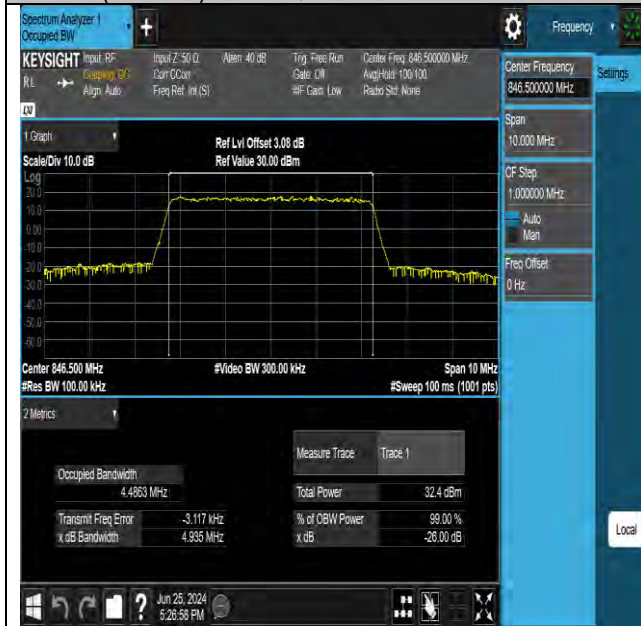 Spectrum Analyzer 1
Occupied BW
Frequency
KEYSIGHT
RL
Input: RF
Coupling: DC
Align: Auto
Input Z: 50 Ω
Corr CCorr
Freq Ref: Int (S)
Atten: 40 dB
Trig: Free Run
Gate: Off
#IF Gain: Low
Center Freq: 846.500000 MHz
Avg|Hold: 100/100
Radio Std: None
LXI
1 Graph
Scale/Div 10.0 dB
Ref Lvl Offset 3.08 dB
Ref Value 30.00 dBm
Log
20.0
10.0
0.00
-10.0
-20.0
-30.0
-40.0
-50.0
-60.0
Center 846.500 MHz
#Video BW 300.00 kHz
Span 10 MHz
#Res BW 100.00 kHz
#Sweep 100 ms (1001 pts)
2 Metrics
Measure Trace
Trace 1
Occupied Bandwidth
4.4863 MHz
Total Power
32.4 dBm
Transmit Freq Error
-3.117 kHz
% of OBW Power
99.00 %
x dB Bandwidth
4.935 MHz
x dB
-26.00 dB
Center Frequency
846.500000 MHz
Settings
Span
10.000 MHz
CF Step
1.000000 MHz
Auto
Man
Freq Offset
0 Hz
Local
?
Jun 25, 2024
5:26:58 PM